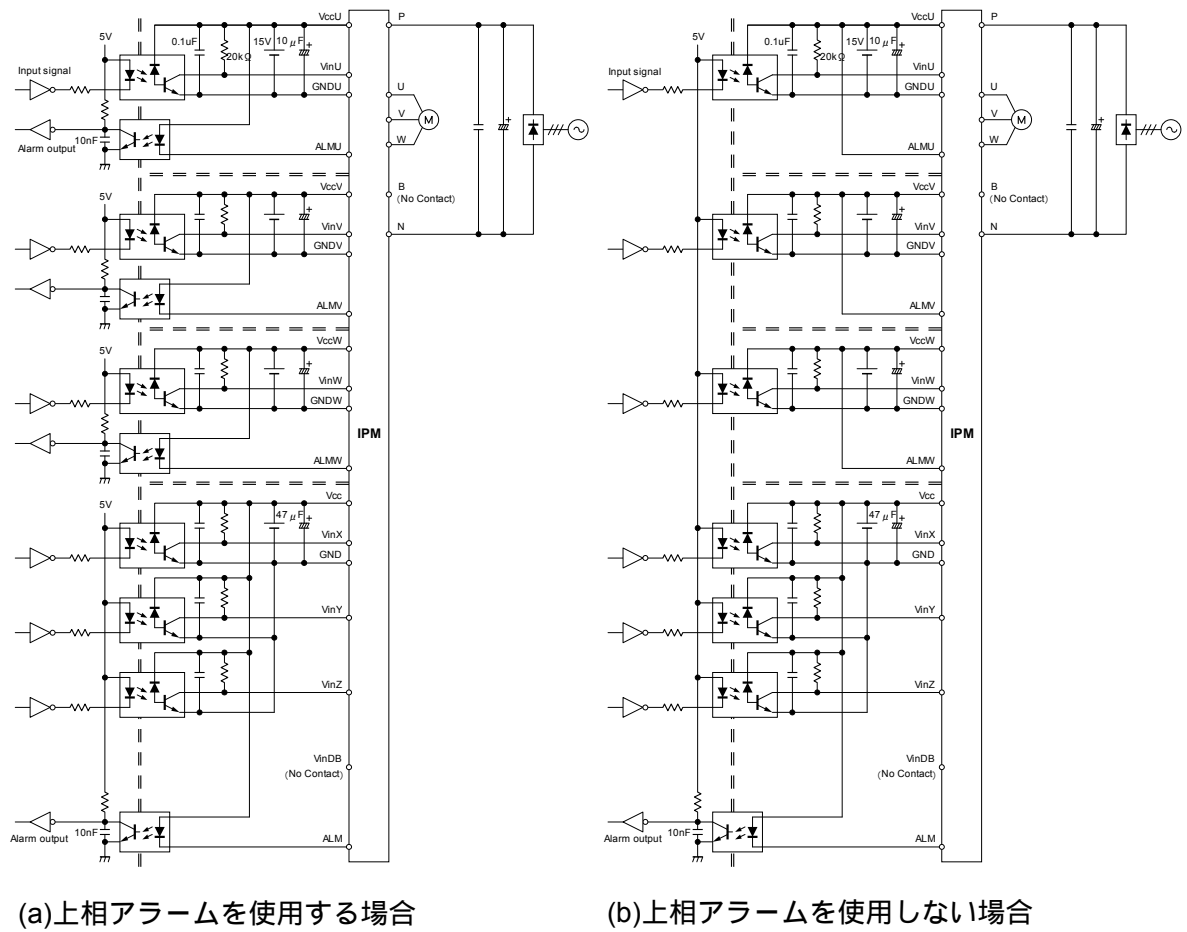 VccU
P
5V
0.1uF
20kΩ
15V
10μF
+
VinU
Input signal
GNDU
U
V
M
W
Alarm output
10nF
ALMU
5V
VccV
B
(No Contact)
+
VinV
GNDV
N
ALMV
5V
VccW
+
VinW
GNDW
IPM
ALMW
5V
Vcc
47μF
+
VinX
GND
VinY
VinZ
VinDB
(No Contact)
Alarm output
10nF
ALM
(a)上相アラームを使用する場合
VccU
P
5V
0.1uF
20kΩ
15V
10μF
+
VinU
Input signal
GNDU
U
V
M
W
ALMU
VccV
B
(No Contact)
+
VinV
GNDV
N
ALMV
VccW
+
VinW
GNDW
IPM
ALMW
Vcc
47μF
+
VinX
GND
VinY
VinZ
VinDB
(No Contact)
Alarm output
10nF
ALM
(b)上相アラームを使用しない場合